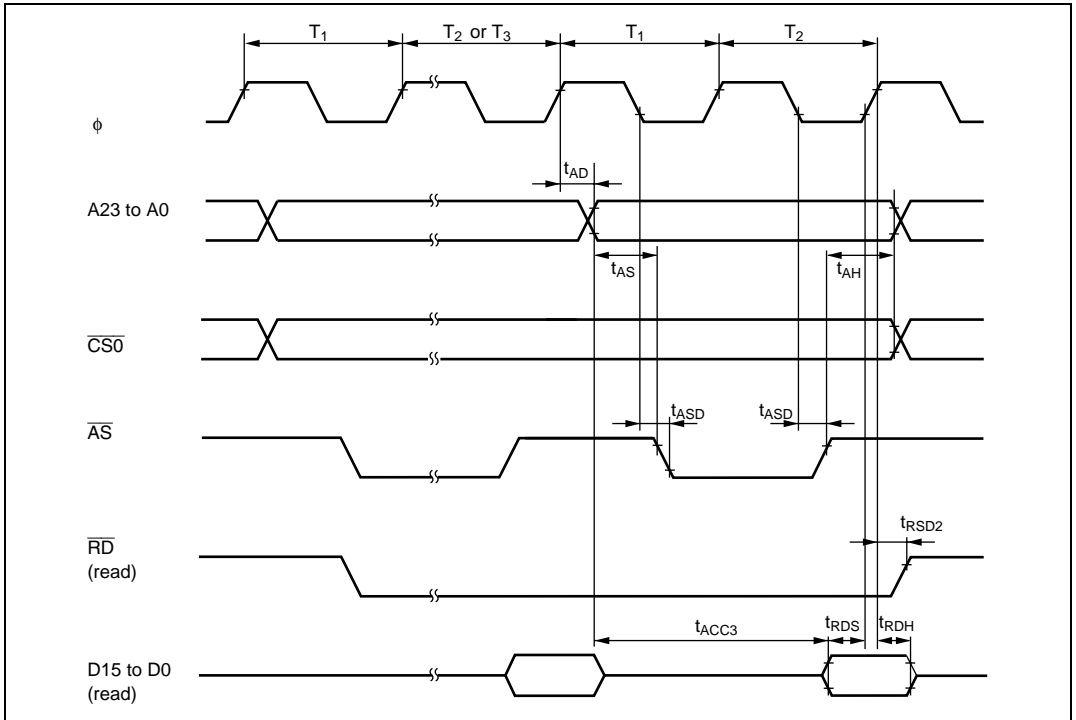 T1 T2 or T3 T1 T2
ϕ
tAD
A23 to A0
tAS tAH
CS0
tASD tASD
AS
tRSD2
RD
(read)
tACC3 tRDS tRDH
D15 to D0
(read)